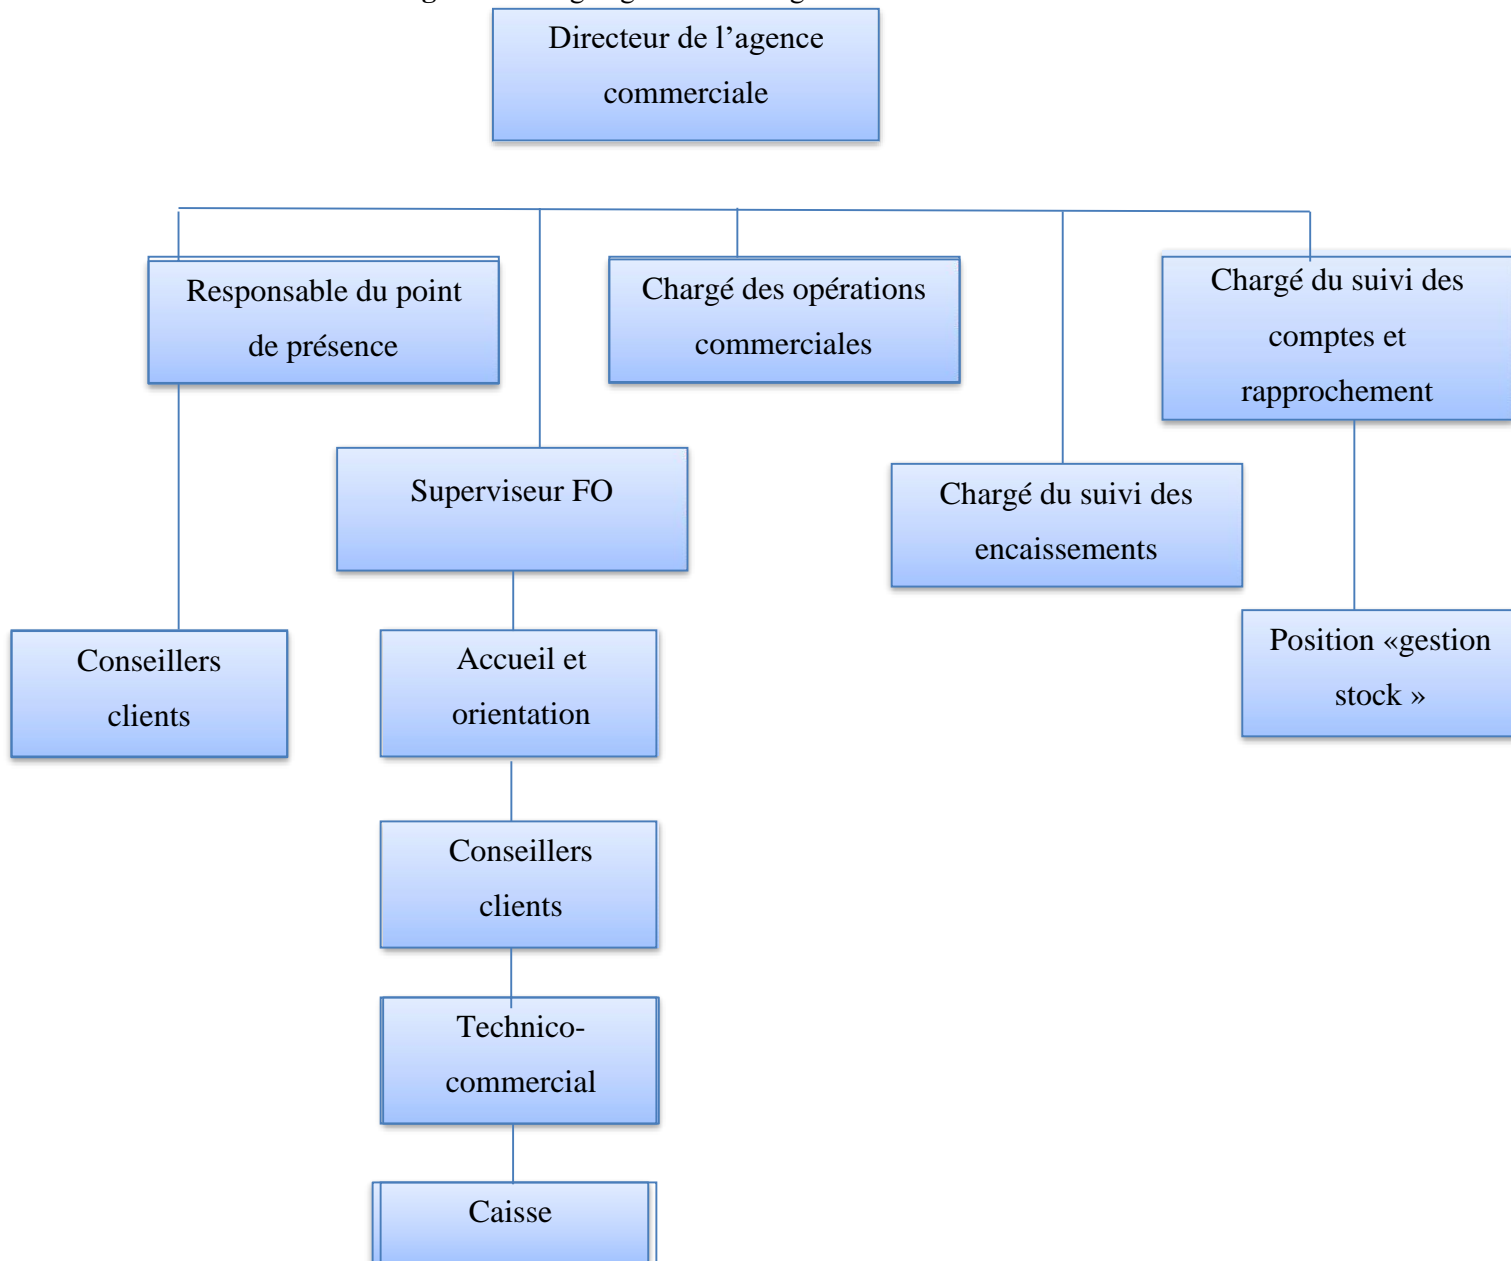 Directeur de l’agence
commerciale
Responsable du point
de présence
Chargé des opérations
commerciales
Chargé du suivi des
comptes et
rapprochement
Superviseur FO
Chargé du suivi des
encaissements
Conseillers
clients
Accueil et
orientation
Position «gestion
stock »
Conseillers
clients
Technico-
commercial
Caisse